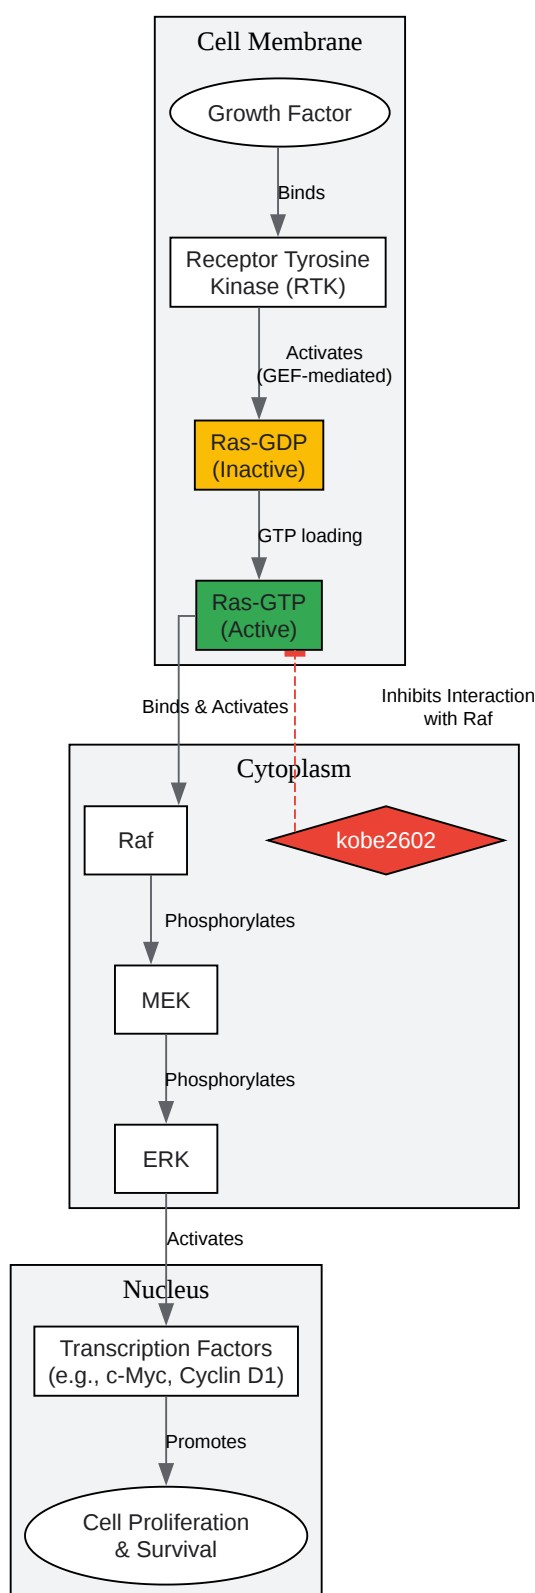 Cell Membrane
Growth Factor
Binds
Receptor Tyrosine
Kinase (RTK)
Activates
(GEF-mediated)
Ras-GDP
(Inactive)
GTP loading
Ras-GTP
(Active)
Binds & Activates
Inhibits Interaction
with Raf
Cytoplasm
Raf
kobe2602
Phosphorylates
MEK
Phosphorylates
ERK
Activates
Nucleus
Transcription Factors
(e.g., c-Myc, Cyclin D1)
Promotes
Cell Proliferation
& Survival